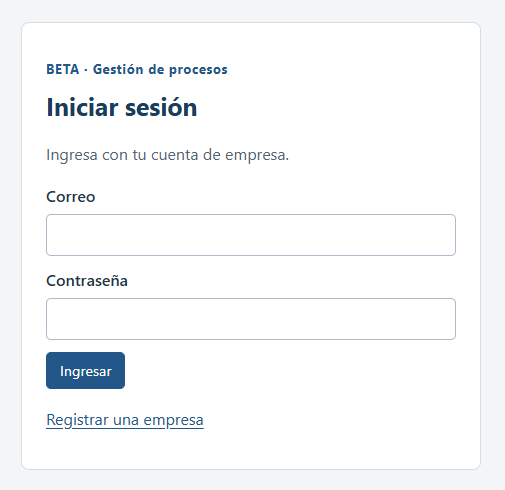 BETA · Gestión de procesos
Iniciar sesión
Ingresa con tu cuenta de empresa.
Correo
Contraseña
Ingresar
Registrar una empresa